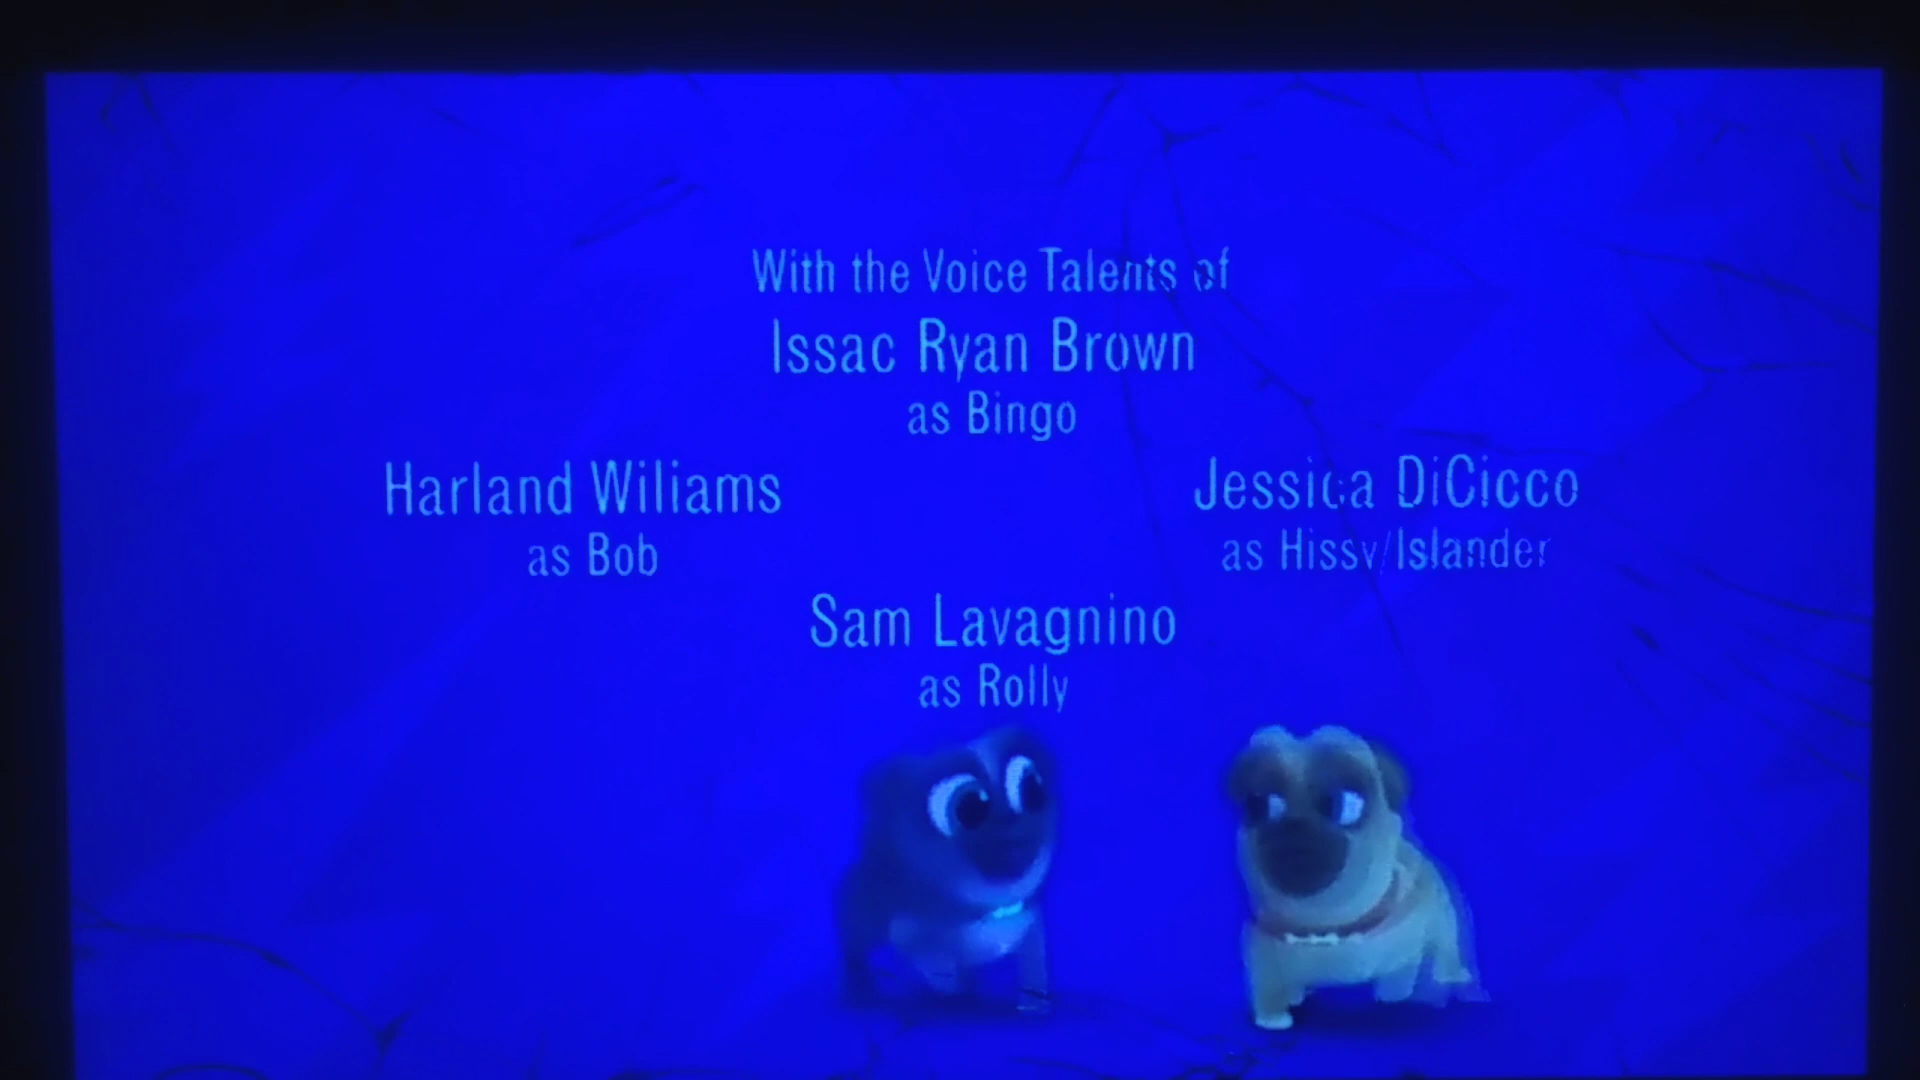 With the Voice Talents of
Issac Ryan Brown
as Bingo
Harland Wiliams
as Bob
Jessica DiCicco
as Hissy/Islander
Sam Lavagnino
as Rolly